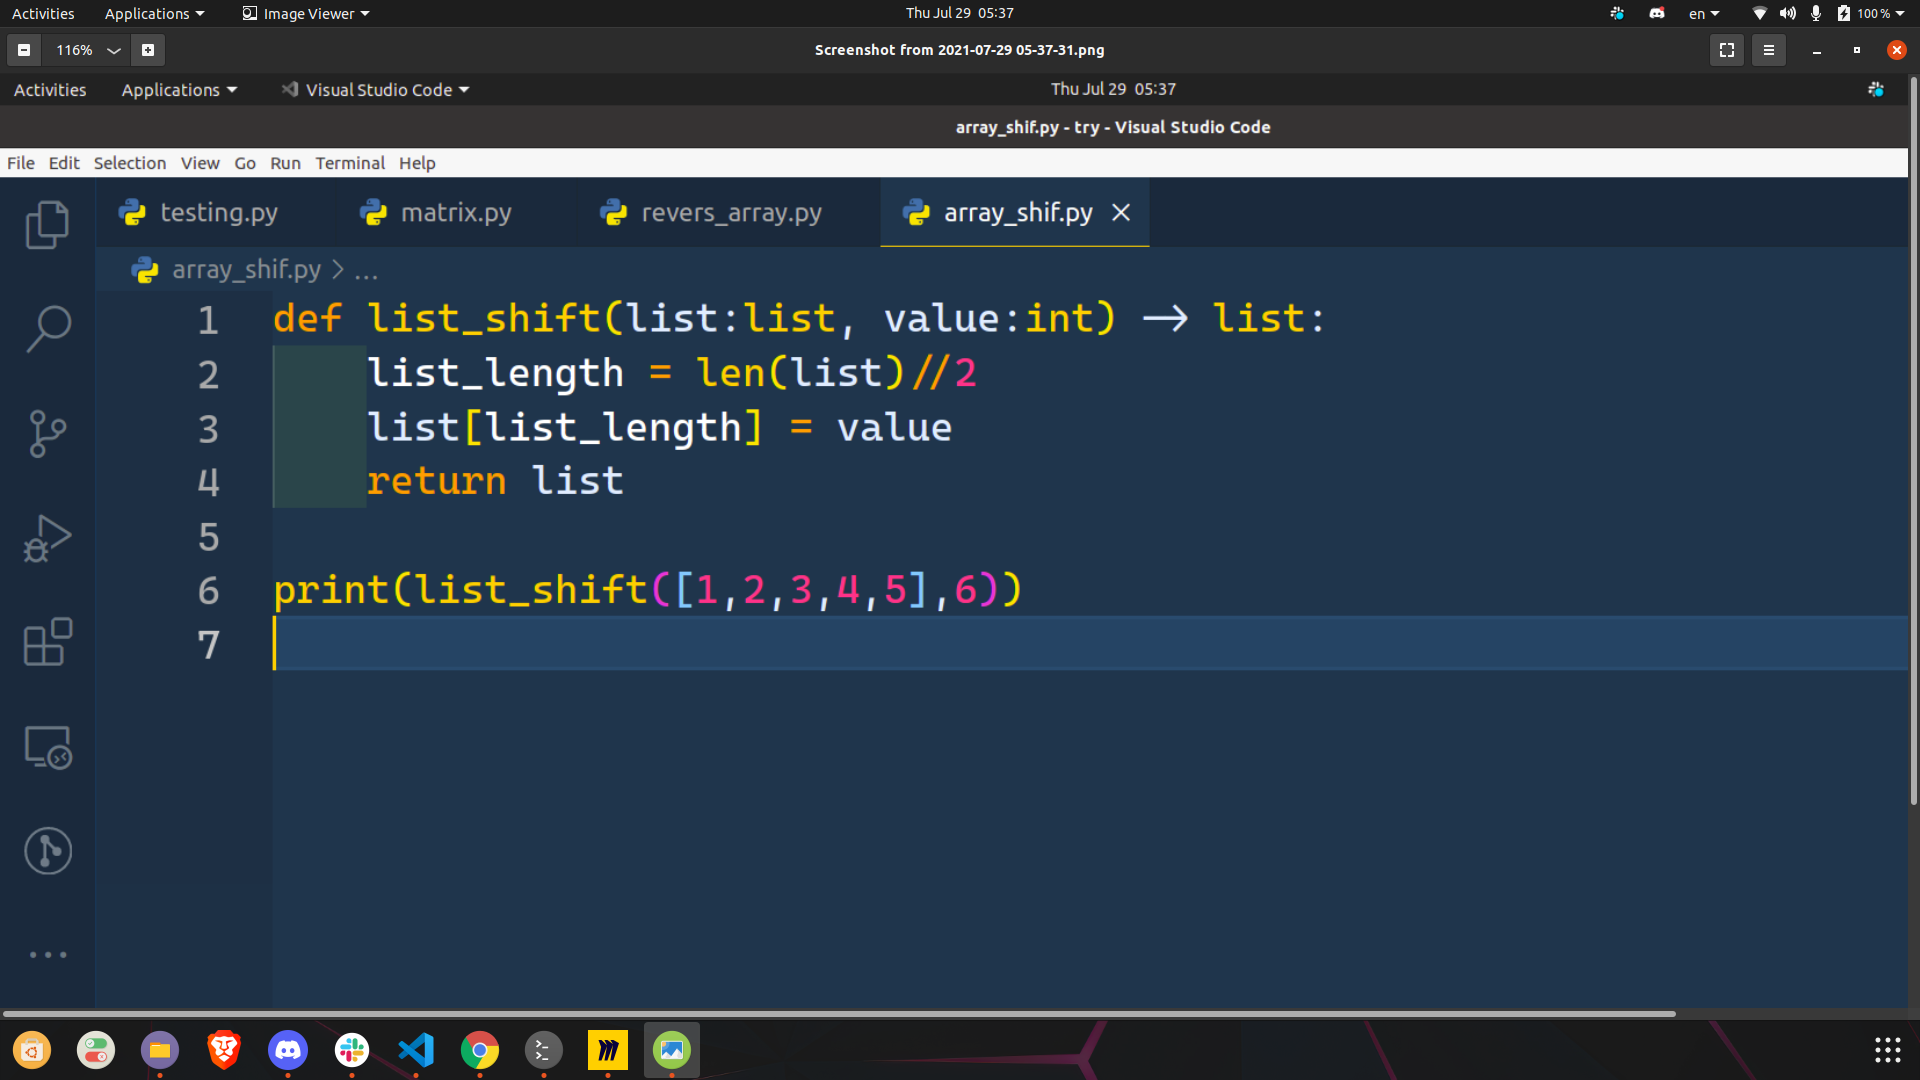 Activities Applications Image Viewer Thu Jul 29 05:37 en 100 %
116% Screenshot from 2021-07-29 05-37-31.png
Activities Applications Visual Studio Code Thu Jul 29 05:37
array_shif.py - try - Visual Studio Code
File Edit Selection View Go Run Terminal Help
testing.py matrix.py revers_array.py array_shif.py
array_shif.py > ...
1 def list_shift(list:list, value:int) -> list:
2 list_length = len(list)//2
3 list[list_length] = value
4 return list
5
6 print(list_shift([1,2,3,4,5],6))
7